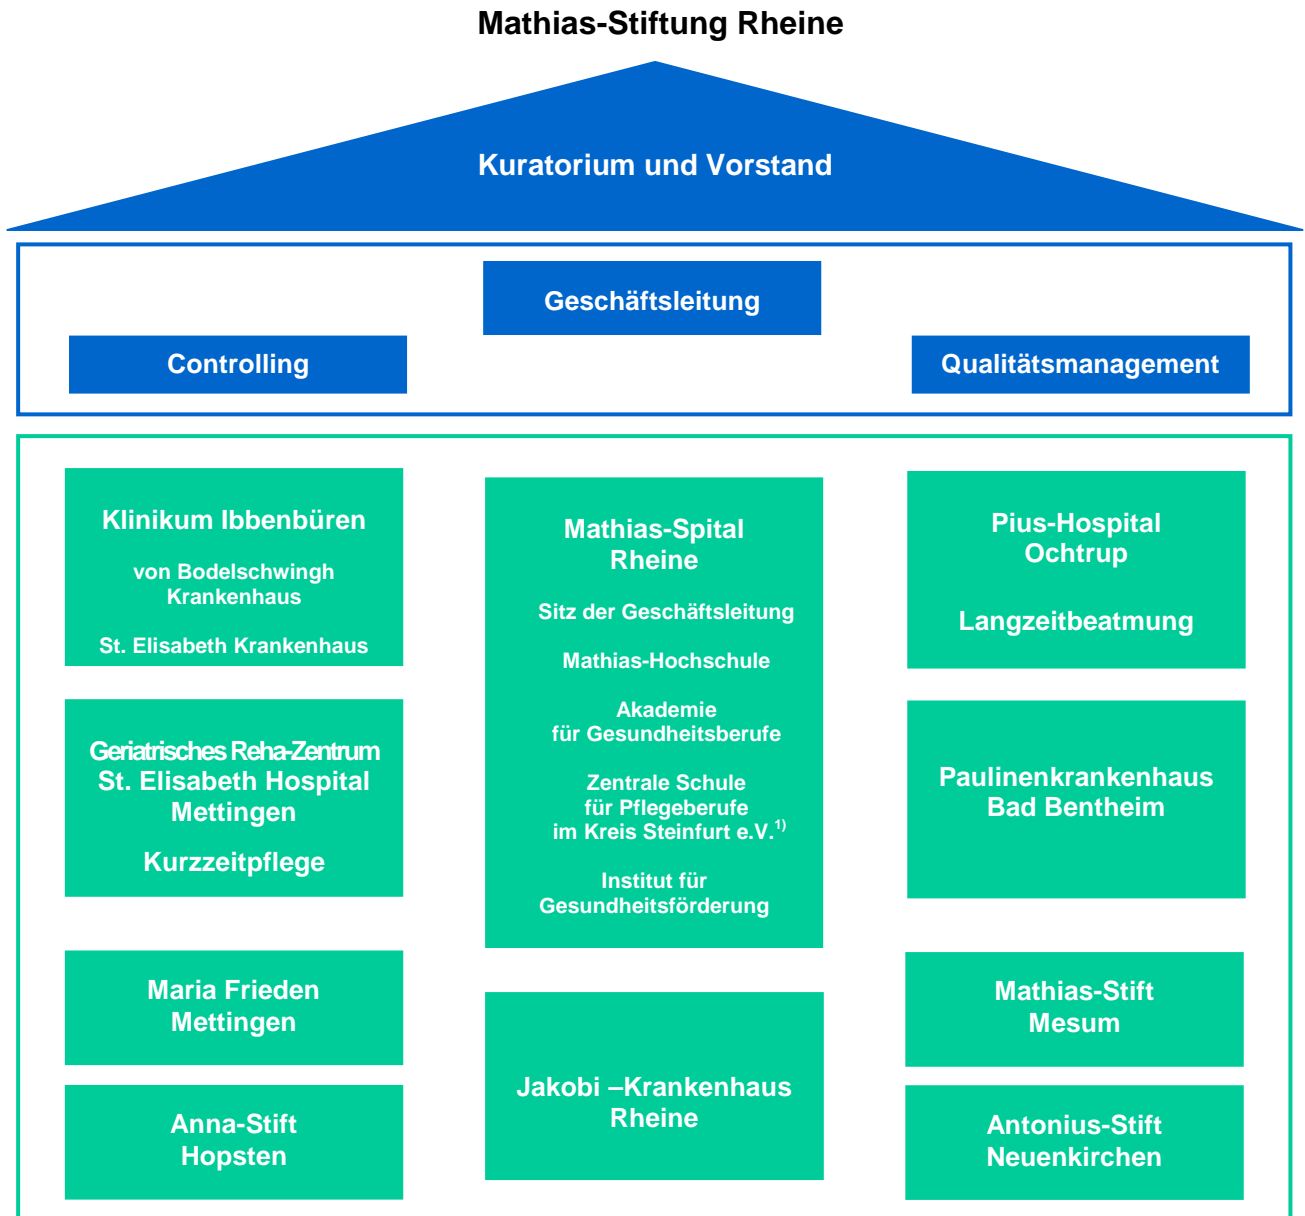 Mathias-Stiftung Rheine
Kuratorium und Vorstand
Geschäftsleitung
Controlling
Qualitätsmanagement
Klinikum Ibbenbüren
von Bodelschwingh
Krankenhaus
St. Elisabeth Krankenhaus
Geriatrisches Reha-Zentrum
St. Elisabeth Hospital
Mettingen
Kurzzeitpflege
Maria Frieden
Mettingen
Anna-Stift
Hopsten
Mathias-Spital
Rheine
Sitz der Geschäftsleitung
Mathias-Hochschule
Akademie
für Gesundheitsberufe
Zentrale Schule
für Pflegeberufe
im Kreis Steinfurt e.V.1)
Institut für
Gesundheitsförderung
Jakobi –Krankenhaus
Rheine
Pius-Hospital
Ochtrup
Langzeitbeatmung
Paulinenkrankenhaus
Bad Bentheim
Mathias-Stift
Mesum
Antonius-Stift
Neuenkirchen